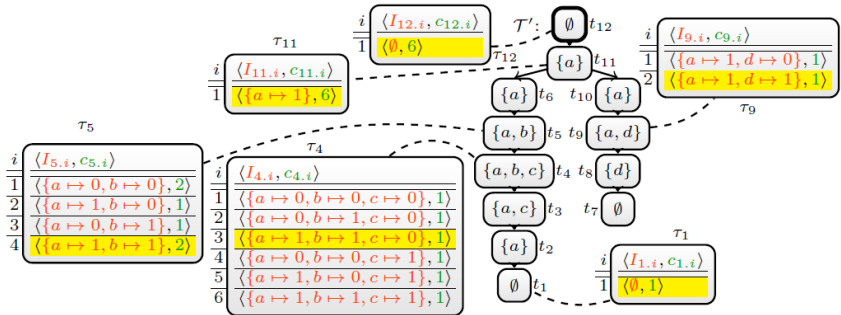 𝒯′: ∅ t₁₂
{a} t₁₁
{a} t₆
t₁₀ {a}
{a, b} t₅
t₉ {a, d}
{a, b, c} t₄
t₈ {d}
{a, c} t₃
t₇ ∅
{a} t₂
∅ t₁
i ⟨I₁₂.ᵢ, c₁₂.ᵢ⟩
1 ⟨∅, 6⟩
τ₁₂
τ₁₁
i ⟨I₁₁.ᵢ, c₁₁.ᵢ⟩
1 ⟨{a ↦ 1}, 6⟩
i ⟨I₉.ᵢ, c₉.ᵢ⟩
1 ⟨{a ↦ 1, d ↦ 0}, 1⟩
2 ⟨{a ↦ 1, d ↦ 1}, 1⟩
τ₉
τ₅
i ⟨I₅.ᵢ, c₅.ᵢ⟩
1 ⟨{a ↦ 0, b ↦ 0}, 2⟩
2 ⟨{a ↦ 1, b ↦ 0}, 1⟩
3 ⟨{a ↦ 0, b ↦ 1}, 1⟩
4 ⟨{a ↦ 1, b ↦ 1}, 2⟩
τ₄
i ⟨I₄.ᵢ, c₄.ᵢ⟩
1 ⟨{a ↦ 0, b ↦ 0, c ↦ 0}, 1⟩
2 ⟨{a ↦ 0, b ↦ 1, c ↦ 0}, 1⟩
3 ⟨{a ↦ 1, b ↦ 1, c ↦ 0}, 1⟩
4 ⟨{a ↦ 0, b ↦ 0, c ↦ 1}, 1⟩
5 ⟨{a ↦ 1, b ↦ 0, c ↦ 1}, 1⟩
6 ⟨{a ↦ 1, b ↦ 1, c ↦ 1}, 1⟩
τ₁
i ⟨I₁.ᵢ, c₁.ᵢ⟩
1 ⟨∅, 1⟩